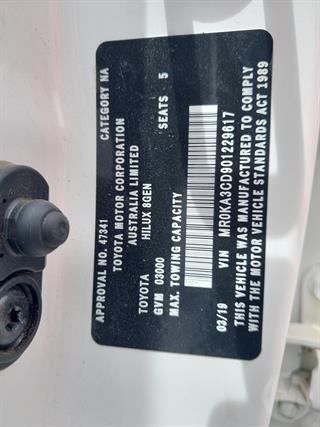 APPROVAL NO. 47341 CATEGORY NA
TOYOTA MOTOR CORPORATION
AUSTRALIA LIMITED
HILUX 8GEN
TOYOTA SEATS 5
GVM 03000
MAX. TOWING CAPACITY
03/19 VIN MR0KA3CD901229617
THIS VEHICLE WAS MANUFACTURED TO COMPLY
WITH THE MOTOR VEHICLE STANDARDS ACT 1989